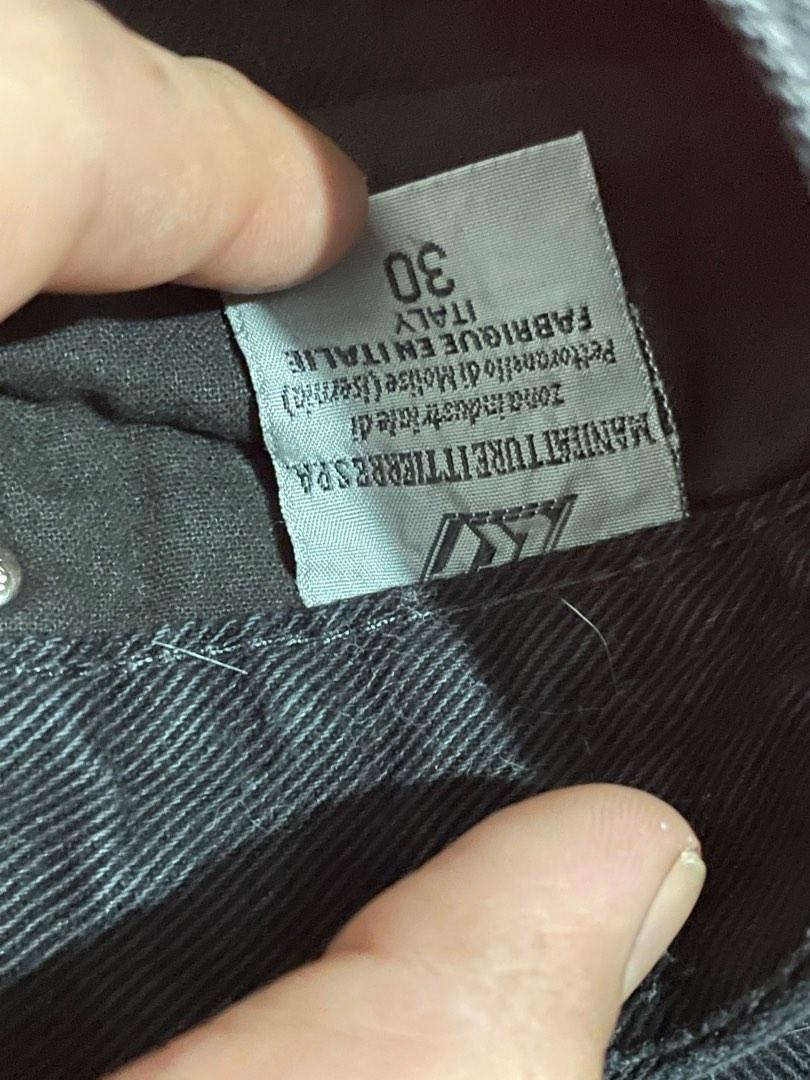 MANIFATTURE ITTIERRE S.P.A.
zona industriale di
Pettoranello di Molise (Isernia)
FABRIQUE EN ITALIE
ITALY
30